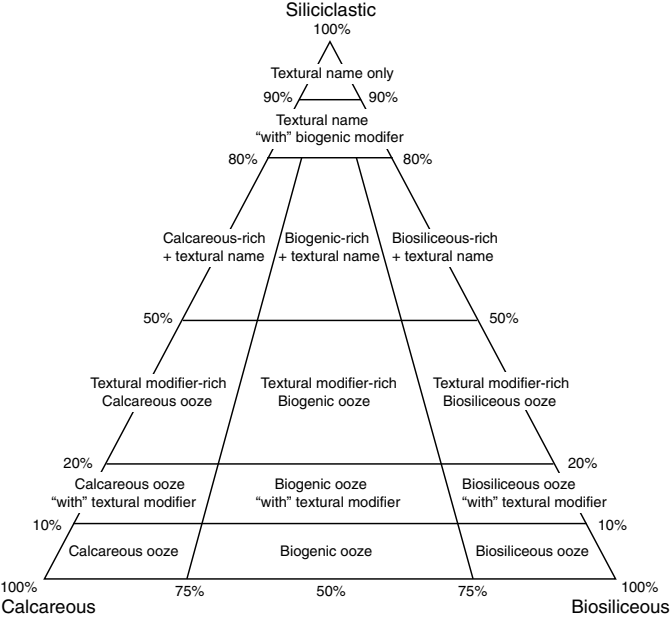 Siliciclastic
100%
Textural name only
90% 90%
Textural name
“with” biogenic modifer
80% 80%
Calcareous-rich Biogenic-rich Biosiliceous-rich
+ textural name + textural name + textural name
50% 50%
Textural modifier-rich Textural modifier-rich Textural modifier-rich
Calcareous ooze Biogenic ooze Biosiliceous ooze
20% 20%
Calcareous ooze Biogenic ooze Biosiliceous ooze
“with” textural modifier “with” textural modifier “with” textural modifier
10% 10%
Calcareous ooze Biogenic ooze Biosiliceous ooze
100% 75% 50% 75% 100%
Calcareous Biosiliceous